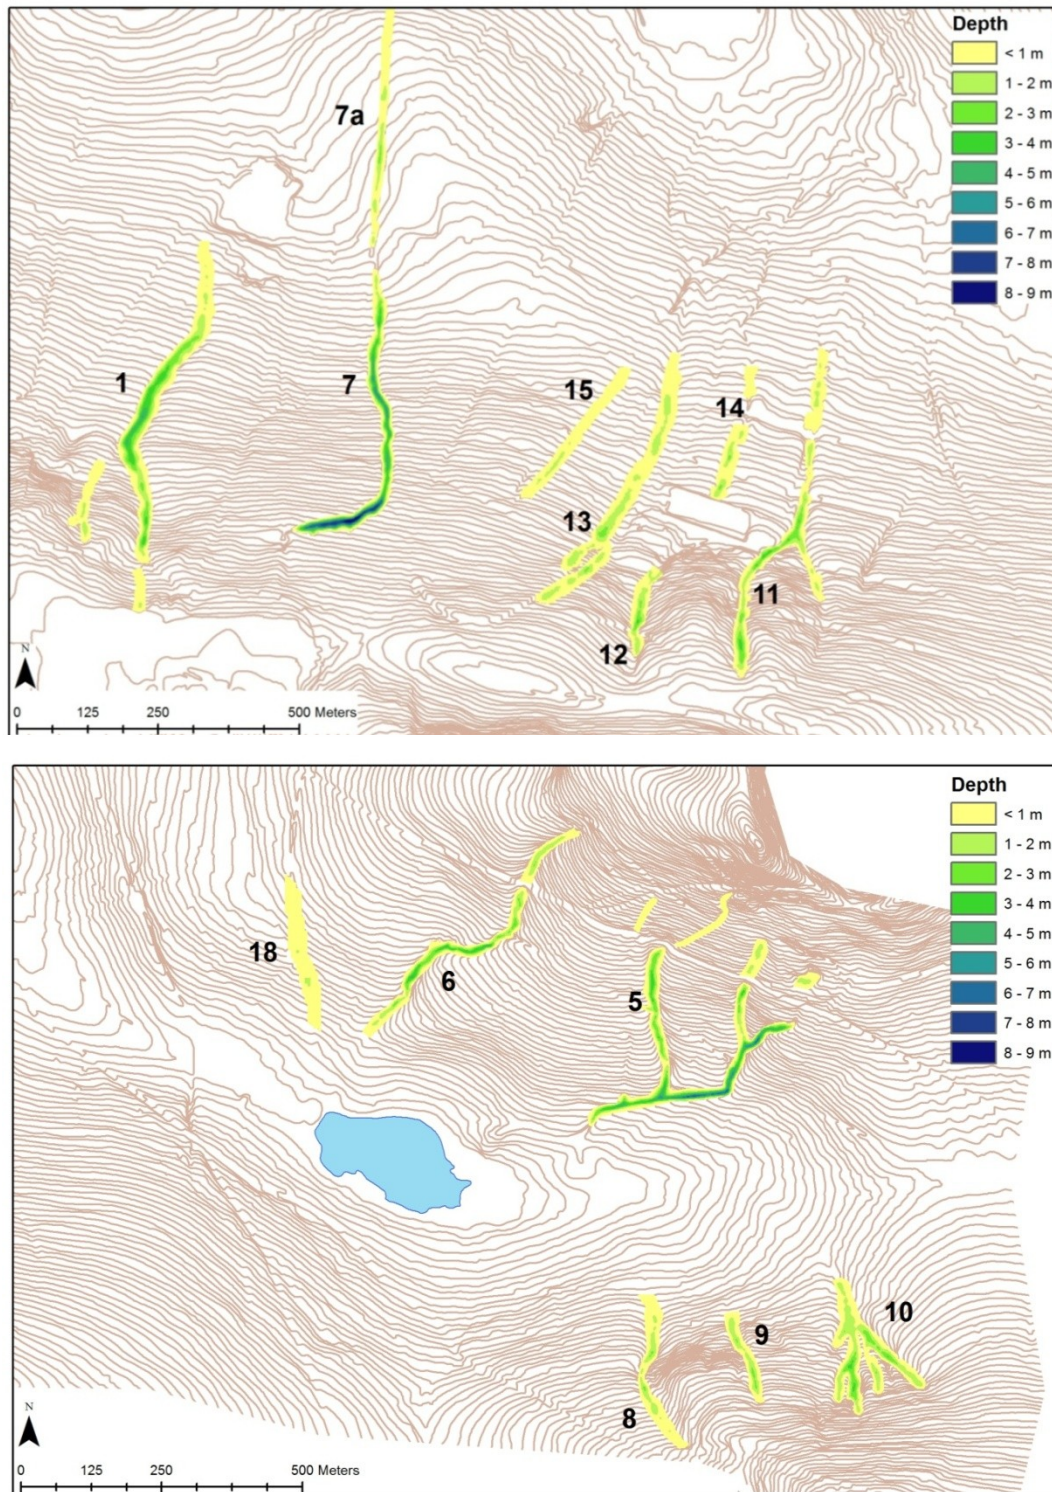 Depth
< 1 m
1 - 2 m
2 - 3 m
3 - 4 m
4 - 5 m
5 - 6 m
6 - 7 m
7 - 8 m
8 - 9 m
7a
1
7
15
14
13
11
12
N
0 125 250 500 Meters
Depth
< 1 m
1 - 2 m
2 - 3 m
3 - 4 m
4 - 5 m
5 - 6 m
6 - 7 m
7 - 8 m
8 - 9 m
18
6
5
10
9
8
N
0 125 250 500 Meters